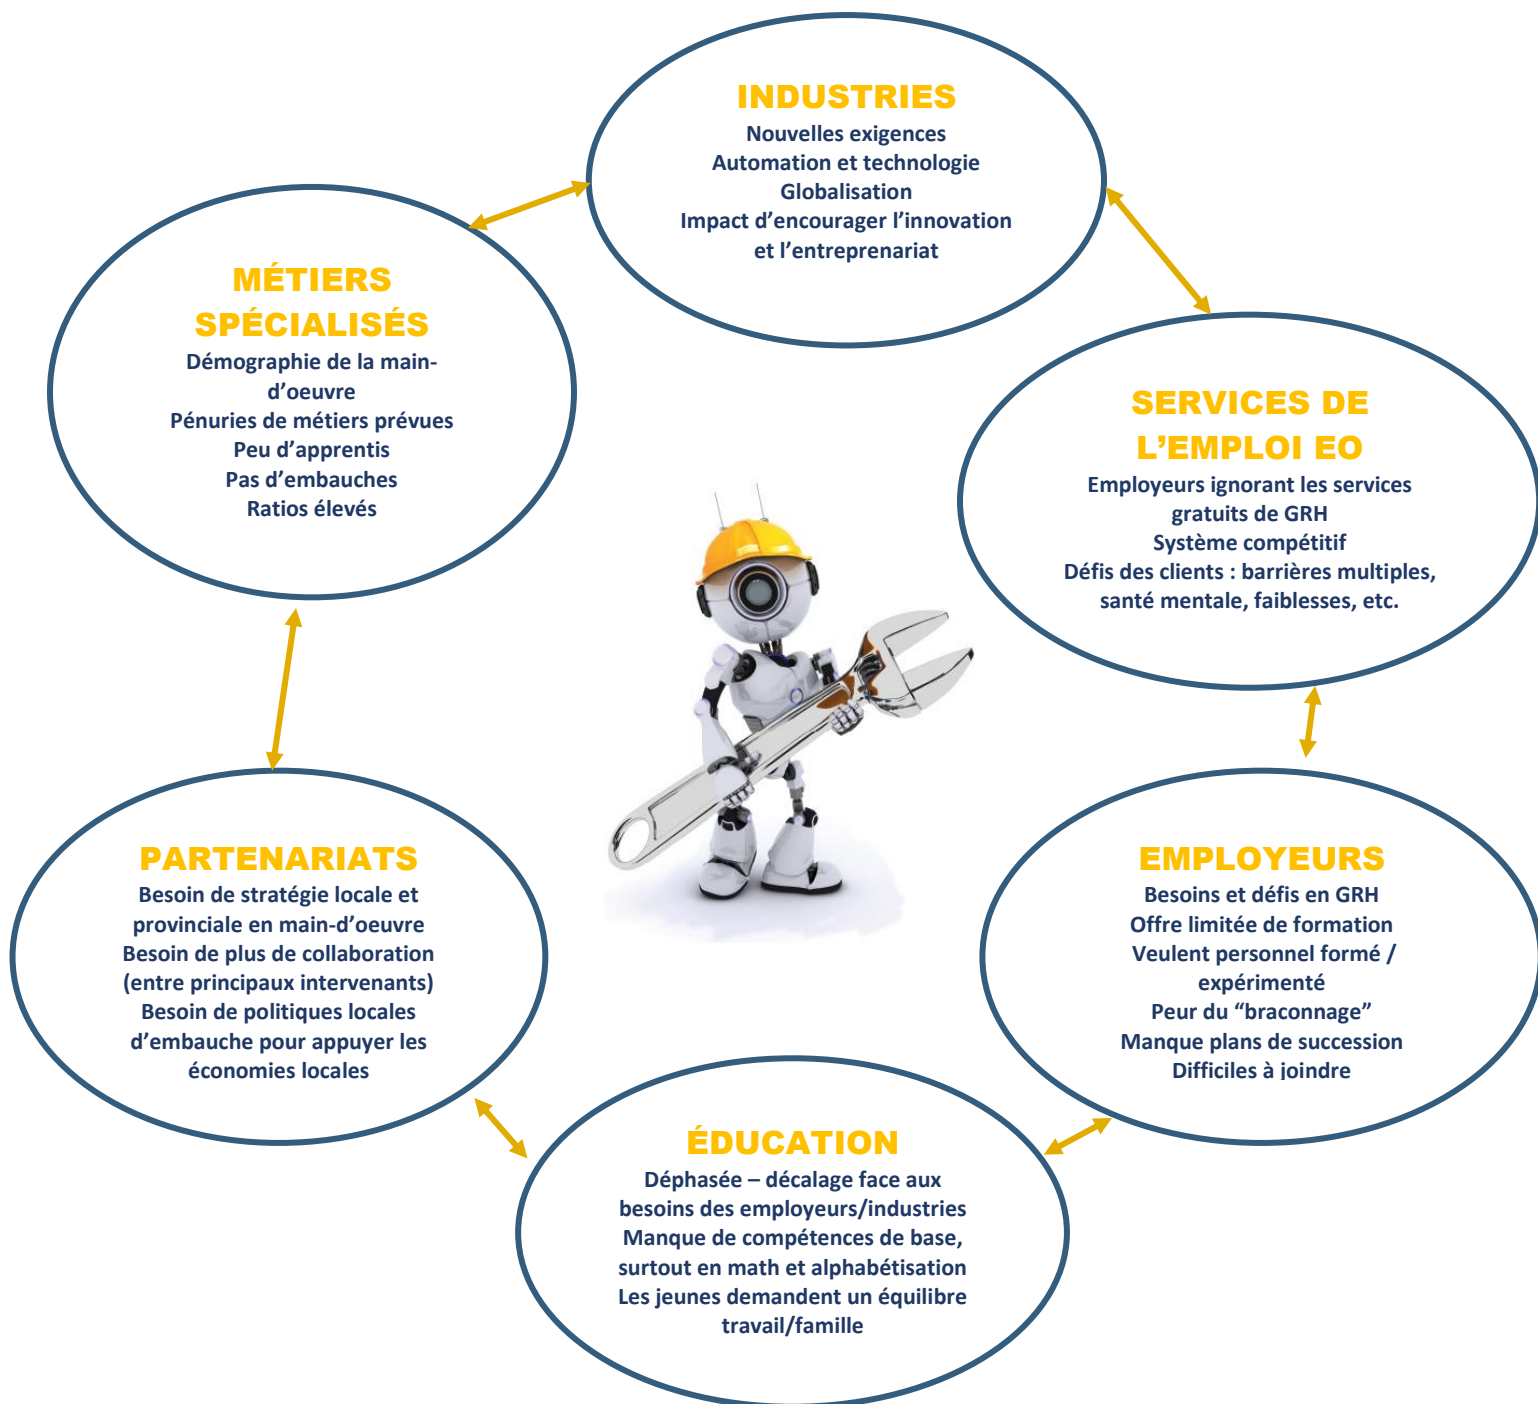 INDUSTRIES
Nouvelles exigences
Automation et technologie
Globalisation
Impact d’encourager l’innovation
et l’entreprenariat
MÉTIERS
SPÉCIALISÉS
Démographie de la main-
d’oeuvre
Pénuries de métiers prévues
Peu d’apprentis
Pas d’embauches
Ratios élevés
SERVICES DE
L’EMPLOI EO
Employeurs ignorant les services
gratuits de GRH
Système compétitif
Défis des clients : barrières multiples,
santé mentale, faiblesses, etc.
PARTENARIATS
Besoin de stratégie locale et
provinciale en main-d’oeuvre
Besoin de plus de collaboration
(entre principaux intervenants)
Besoin de politiques locales
d’embauche pour appuyer les
économies locales
EMPLOYEURS
Besoins et défis en GRH
Offre limitée de formation
Veulent personnel formé /
expérimenté
Peur du “braconnage”
Manque plans de succession
Difficiles à joindre
ÉDUCATION
Déphasée – décalage face aux
besoins des employeurs/industries
Manque de compétences de base,
surtout en math et alphabétisation
Les jeunes demandent un équilibre
travail/famille